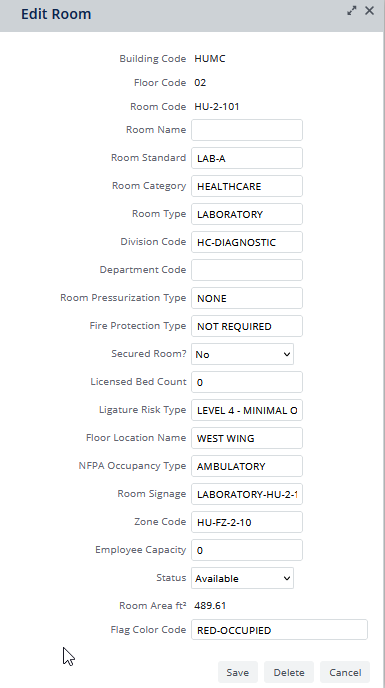 Edit Room
Building Code HUMC
Floor Code 02
Room Code HU-2-101
Room Name
Room Standard LAB-A
Room Category HEALTHCARE
Room Type LABORATORY
Division Code HC-DIAGNOSTIC
Department Code
Room Pressurization Type NONE
Fire Protection Type NOT REQUIRED
Secured Room? No
Licensed Bed Count 0
Ligature Risk Type LEVEL 4 - MINIMAL O
Floor Location Name WEST WING
NFPA Occupancy Type AMBULATORY
Room Signage LABORATORY-HU-2-1
Zone Code HU-FZ-2-10
Employee Capacity 0
Status Available
Room Area ft² 489.61
Flag Color Code RED-OCCUPIED
Save Delete Cancel